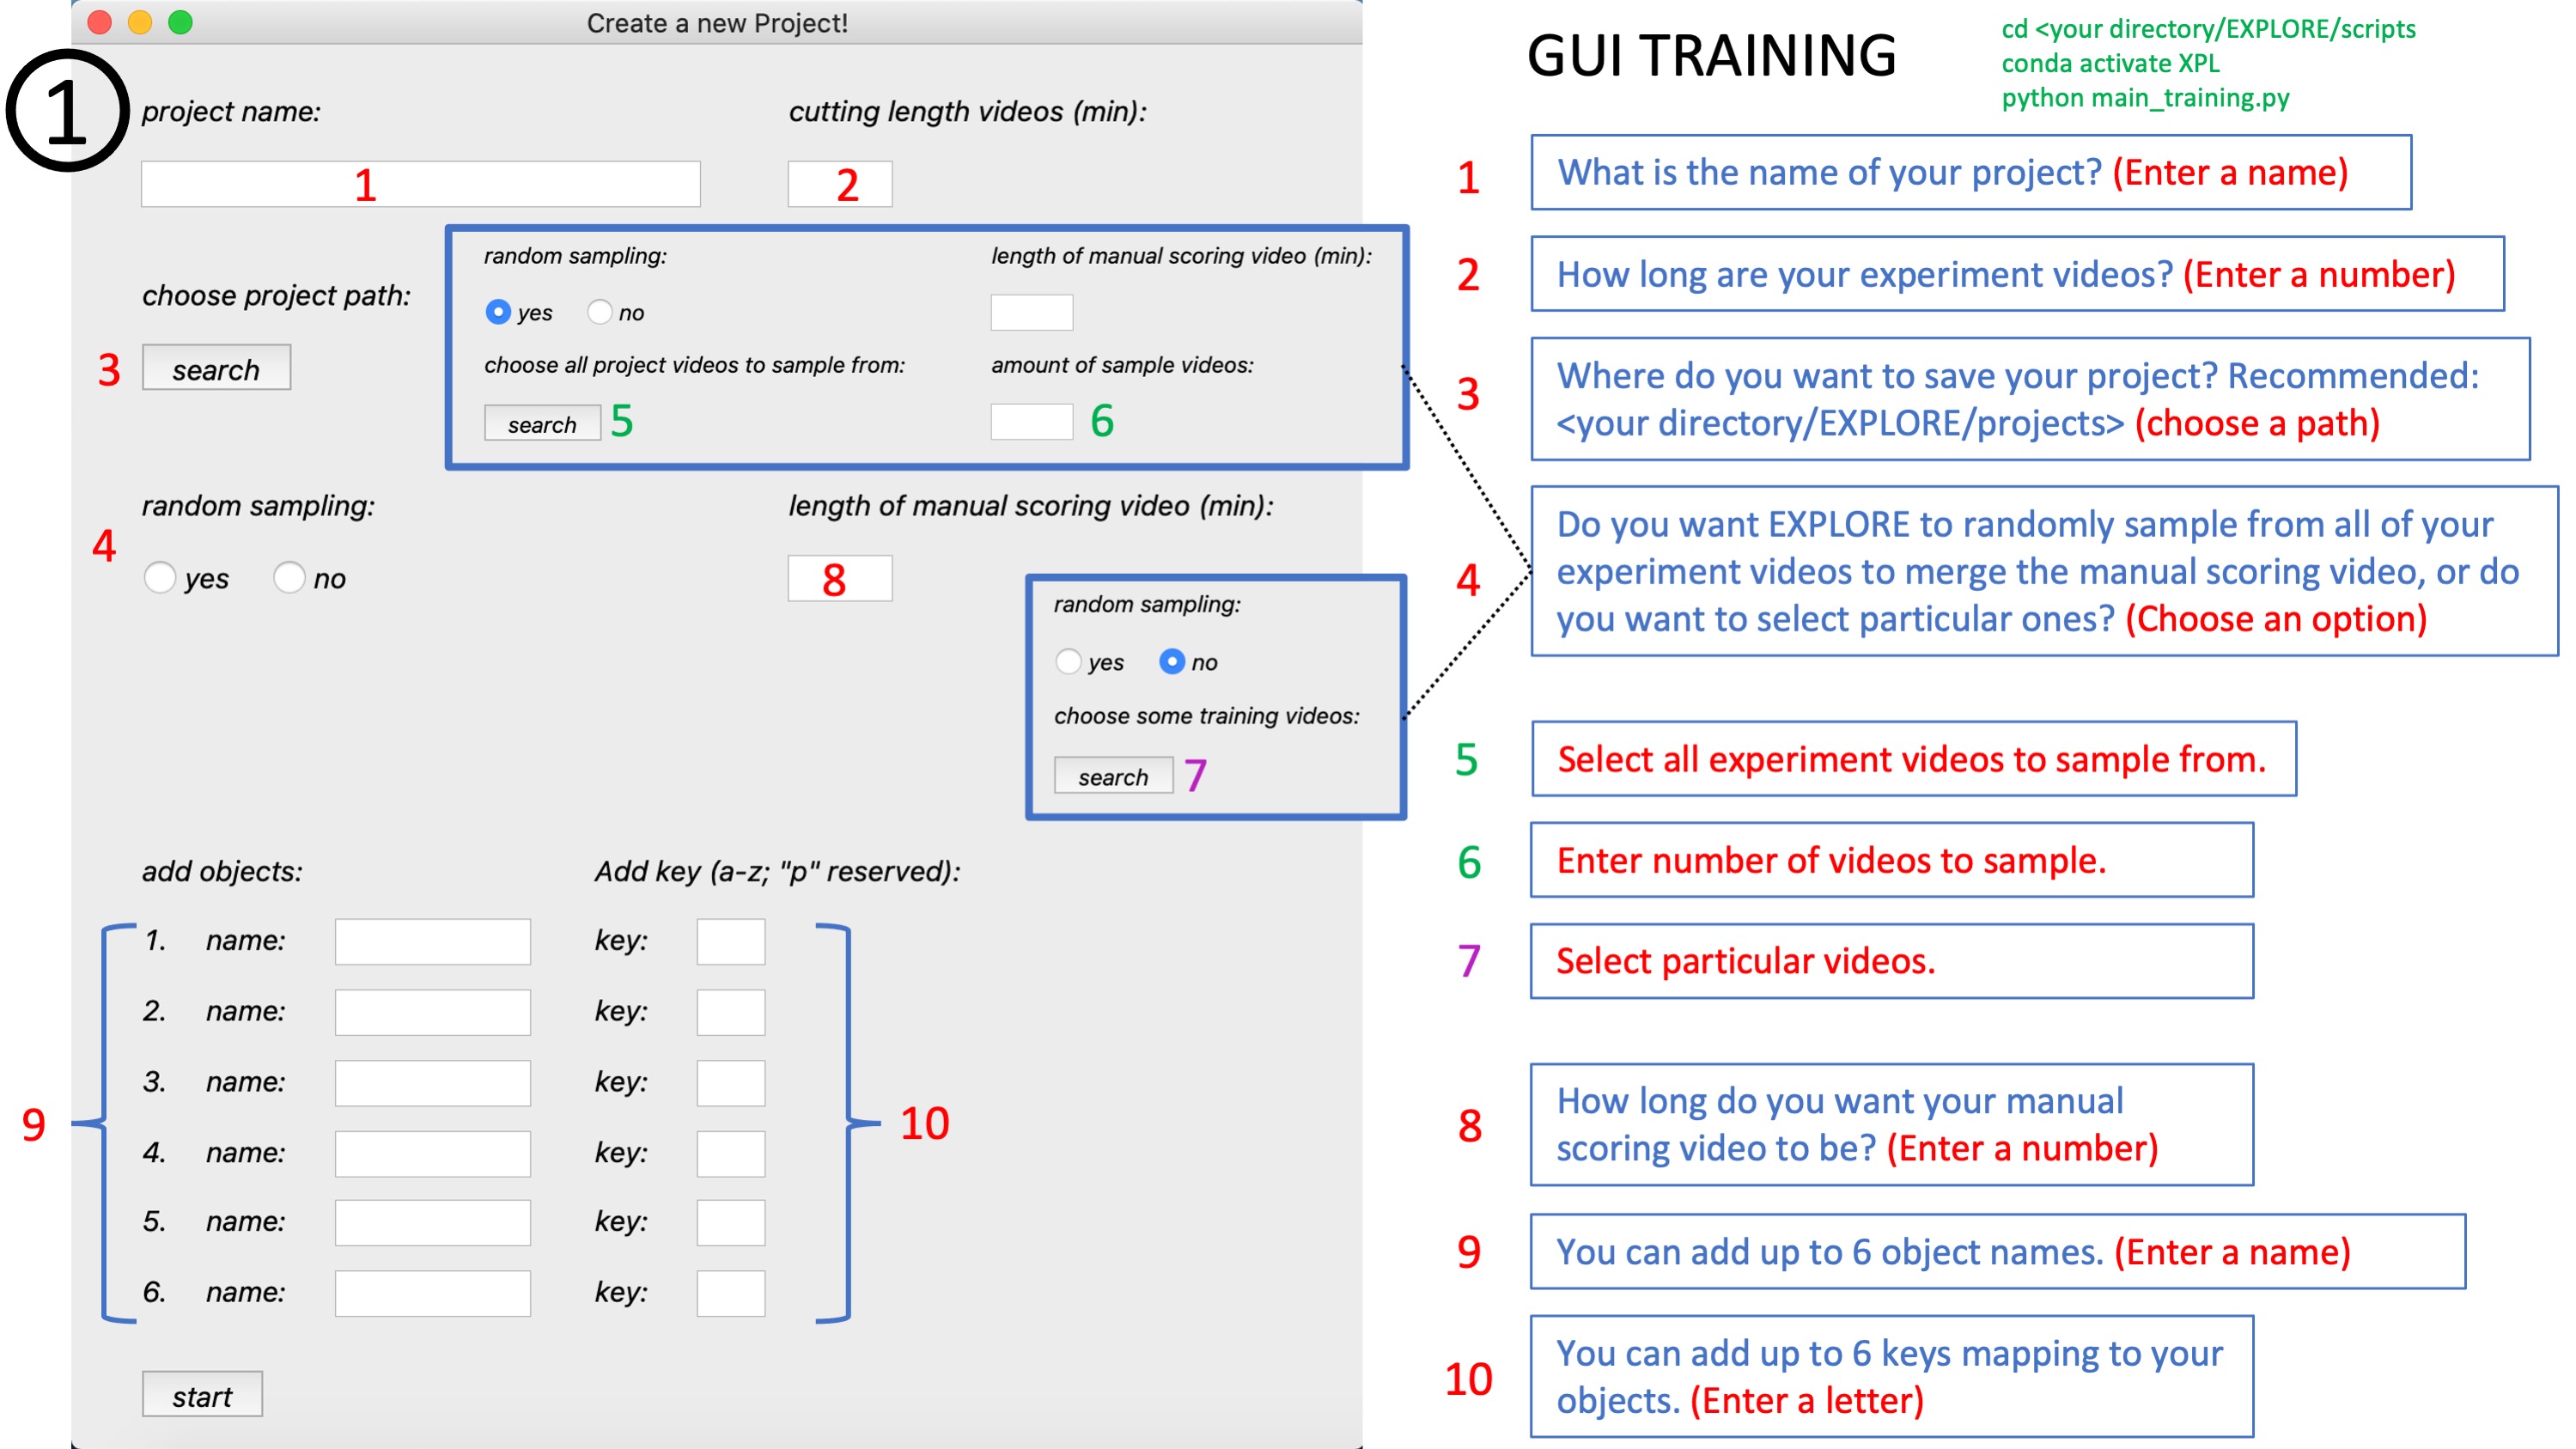 Create a new Project!
1
project name:
cutting length videos (min):
1
2
choose project path:
3
search
random sampling:
length of manual scoring video (min):
yes
no
choose all project videos to sample from:
amount of sample videos:
search
5
6
random sampling:
length of manual scoring video (min):
4
yes
no
8
random sampling:
yes
no
choose some training videos:
search
7
add objects:
Add key (a-z; "p" reserved):
1. name:
key:
2. name:
key:
3. name:
key:
4. name:
key:
5. name:
key:
6. name:
key:
9
10
start
GUI TRAINING
cd <your directory/EXPLORE/scripts
conda activate XPL
python main_training.py
1
What is the name of your project? (Enter a name)
2
How long are your experiment videos? (Enter a number)
3
Where do you want to save your project? Recommended:
<your directory/EXPLORE/projects> (choose a path)
4
Do you want EXPLORE to randomly sample from all of your
experiment videos to merge the manual scoring video, or do
you want to select particular ones? (Choose an option)
5
Select all experiment videos to sample from.
6
Enter number of videos to sample.
7
Select particular videos.
8
How long do you want your manual
scoring video to be? (Enter a number)
9
You can add up to 6 object names. (Enter a name)
10
You can add up to 6 keys mapping to your
objects. (Enter a letter)